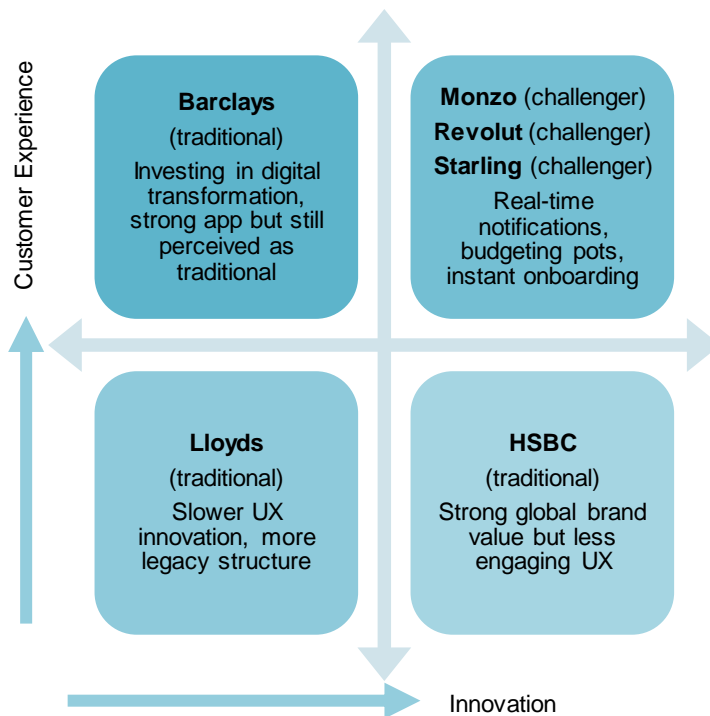 Customer Experience
Barclays
(traditional)
Investing in digital
transformation,
strong app but still
perceived as
traditional
Monzo (challenger)
Revolut (challenger)
Starling (challenger)
Real-time
notifications,
budgeting pots,
instant onboarding
Lloyds
(traditional)
Slower UX
innovation, more
legacy structure
HSBC
(traditional)
Strong global brand
value but less
engaging UX
Innovation